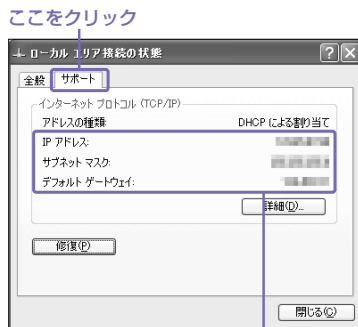 ここをクリック
ローカル エリア接続の状態
全般 サポート
インターネット プロトコル (TCP/IP)
アドレスの種類: DHCP による割り当て
IP アドレス:
サブネット マスク:
デフォルト ゲートウェイ:
詳細(D)...
修復(P)
閉じる(C)